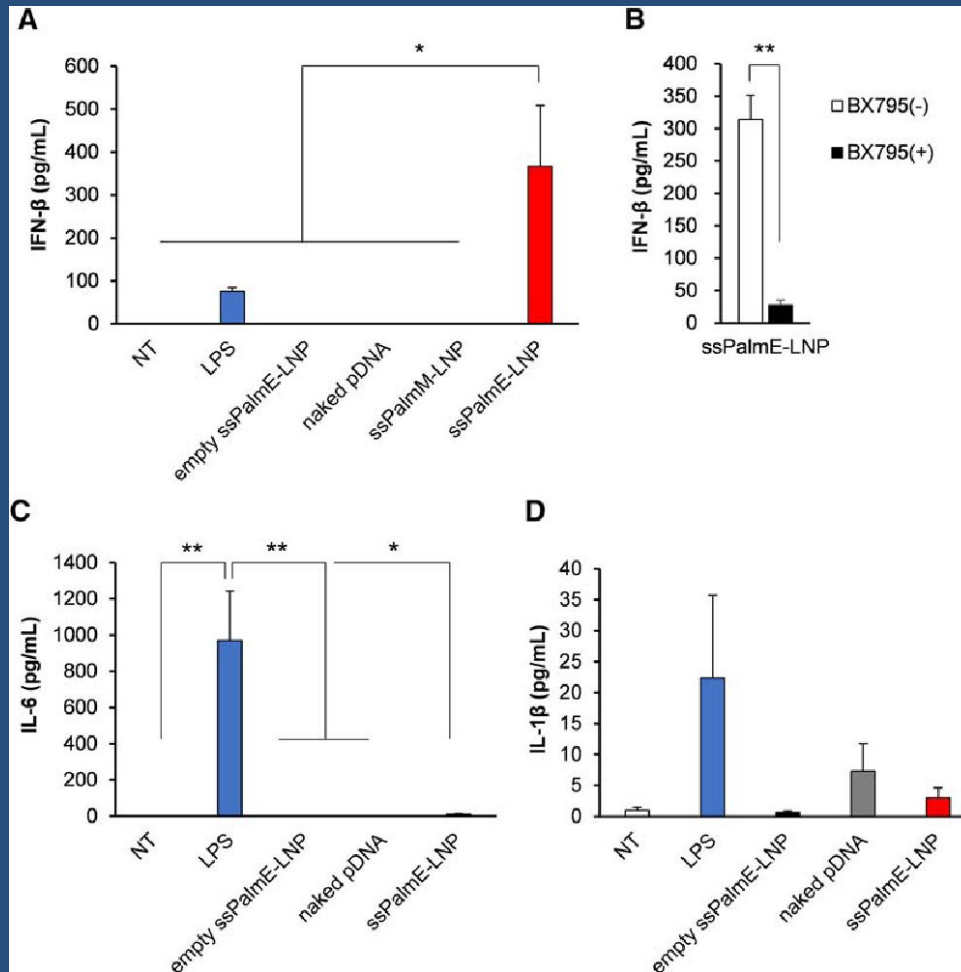 A
*
IFN-β (pg/mL)
600
500
400
300
200
100
0
NT
LPS
empty ssPalmE-LNP
naked pDNA
ssPalmM-LNP
ssPalmE-LNP
B
**
IFN-β (pg/mL)
400
350
300
250
200
150
100
50
0
ssPalmE-LNP
BX795(-)
BX795(+)
C
** ** *
IL-6 (pg/mL)
1400
1200
1000
800
600
400
200
0
NT
LPS
empty ssPalmE-LNP
naked pDNA
ssPalmE-LNP
D
IL-1β (pg/mL)
40
35
30
25
20
15
10
5
0
NT
LPS
empty ssPalmE-LNP
naked pDNA
ssPalmE-LNP